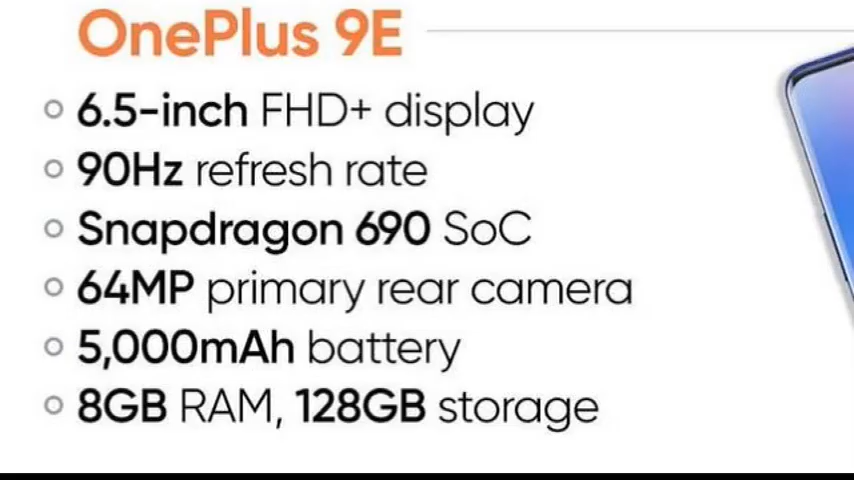 OnePlus 9E
6.5-inch FHD+ display
90Hz refresh rate
Snapdragon 690 SoC
64MP primary rear camera
5,000mAh battery
8GB RAM, 128GB storage